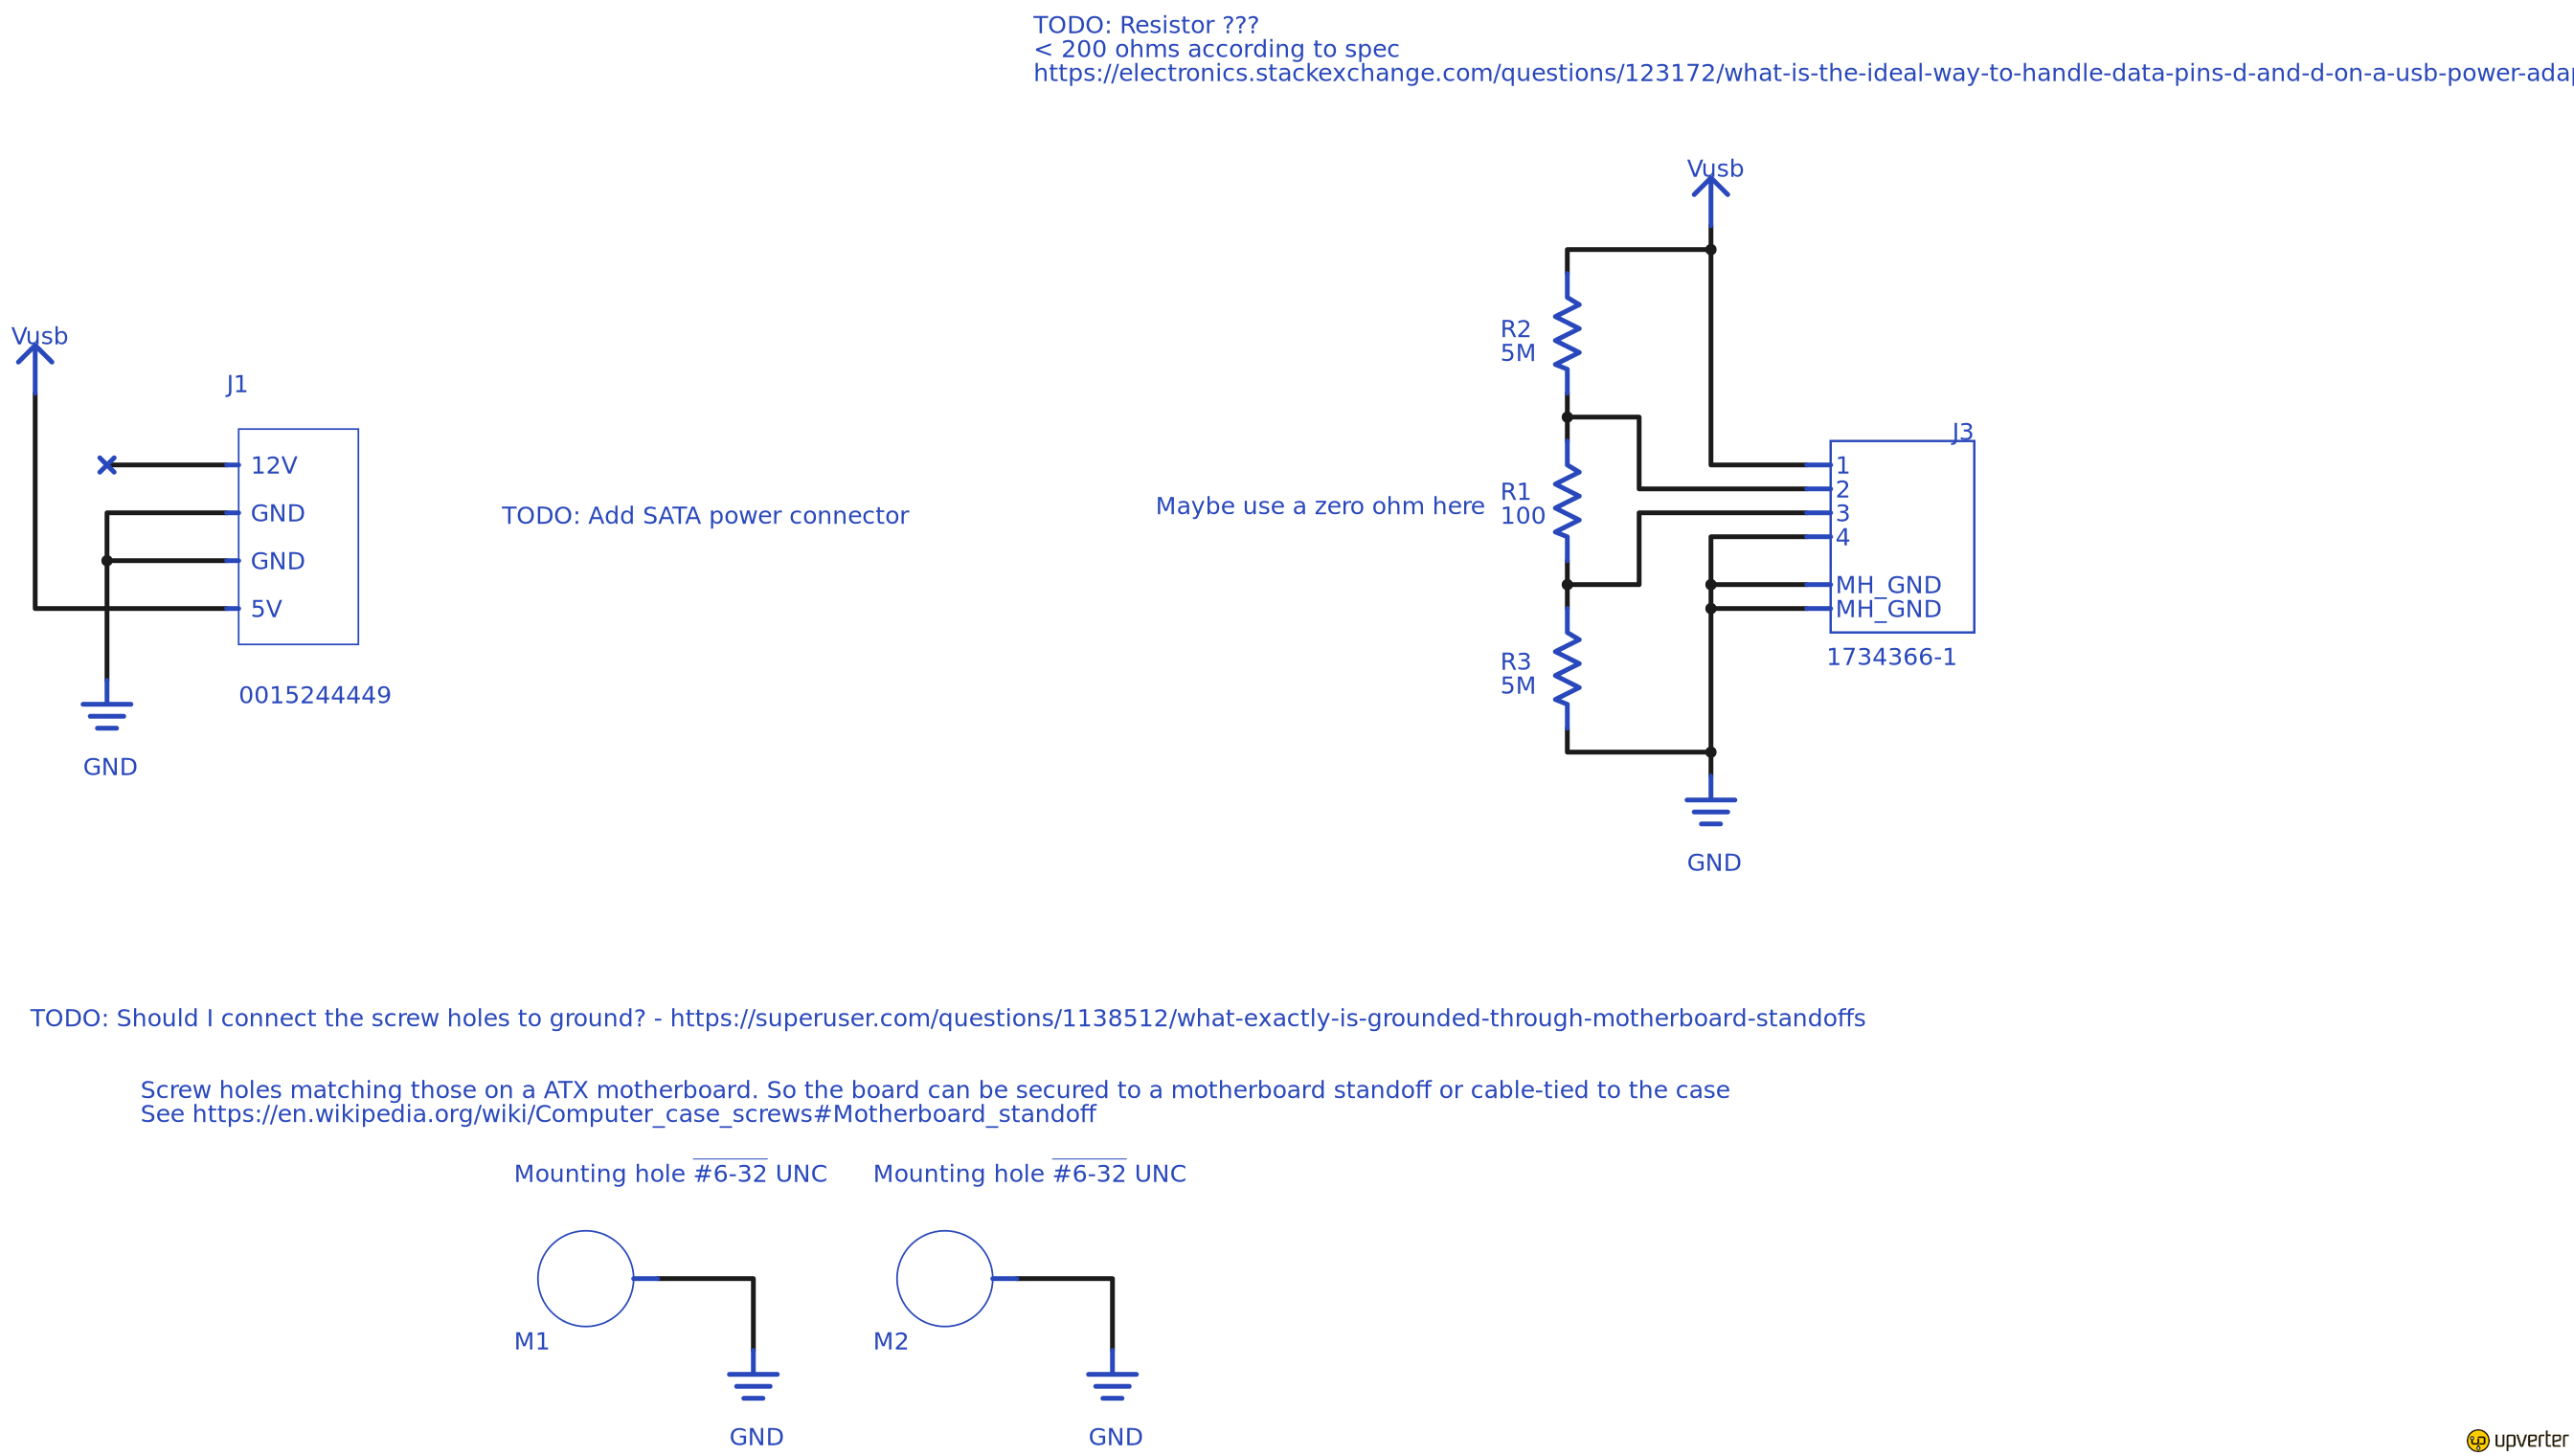 TODO: Resistor ???
< 200 ohms according to spec
https://electronics.stackexchange.com/questions/123172/what-is-the-ideal-way-to-handle-data-pins-d-and-d-on-a-usb-power-adap
Vusb
Vusb
J1
12V
GND
GND
5V
0015244449
GND
TODO: Add SATA power connector
R2
5M
Maybe use a zero ohm here
R1
100
R3
5M
J3
1
2
3
4
MH_GND
MH_GND
1734366-1
GND
TODO: Should I connect the screw holes to ground? - https://superuser.com/questions/1138512/what-exactly-is-grounded-through-motherboard-standoffs
Screw holes matching those on a ATX motherboard. So the board can be secured to a motherboard standoff or cable-tied to the case
See https://en.wikipedia.org/wiki/Computer_case_screws#Motherboard_standoff
Mounting hole #6-32 UNC
Mounting hole #6-32 UNC
M1
M2
GND
GND
upverter